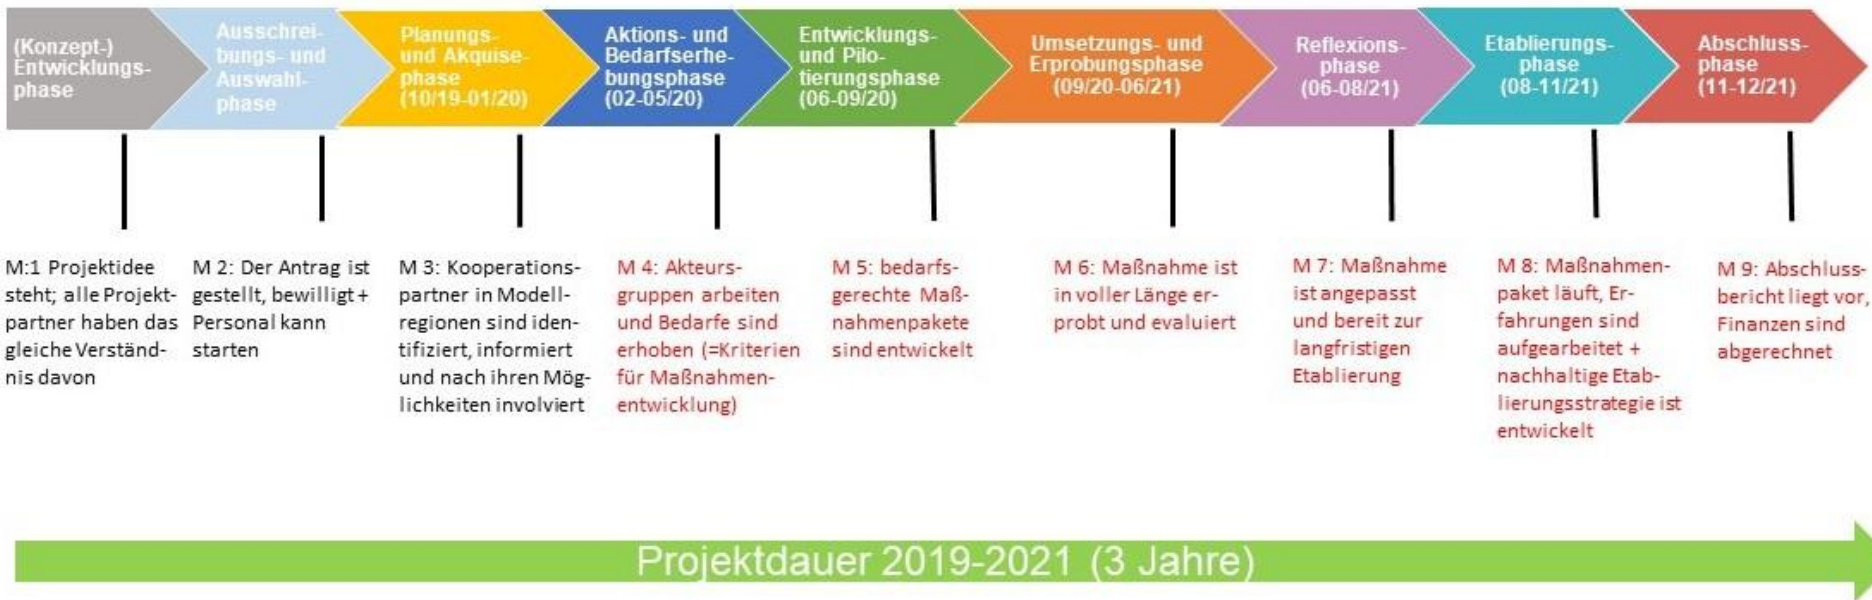 (Konzept-)
Entwicklungs-
phase
Ausschrei-
bungs- und
Auswahl-
phase
Planungs-
und Akquise-
phase
(10/19-01/20)
Aktions- und
Bedarfserhe-
bungsphase
(02-05/20)
Entwicklungs-
und Pilo-
tierungsphase
(06-09/20)
Umsetzungs- und
Erprobungsphase
(09/20-06/21)
Reflexions-
phase
(06-08/21)
Etablierungs-
phase
(08-11/21)
Abschluss-
phase
(11-12/21)
M:1 Projektidee
steht; alle Projekt-
partner haben das
gleiche Verständ-
nis davon
M 2: Der Antrag ist
gestellt, bewilligt +
Personal kann
starten
M 3: Kooperations-
partner in Modell-
regionen sind iden-
tifiziert, informiert
und nach ihren Mög-
lichkeiten involviert
M 4: Akteurs-
gruppen arbeiten
und Bedarfe sind
erhoben (=Kriterien
für Maßnahmen-
entwicklung)
M 5: bedarfs-
gerechte Maß-
nahmenpakete
sind entwickelt
M 6: Maßnahme ist
in voller Länge er-
probt und evaluiert
M 7: Maßnahme
ist angepasst
und bereit zur
langfristigen
Etablierung
M 8: Maßnahmen-
paket läuft, Er-
fahrungen sind
aufgearbeitet +
nachhaltige Etab-
lierungsstrategie ist
entwickelt
M 9: Abschluss-
bericht liegt vor,
Finanzen sind
abgerechnet
Projektdauer 2019-2021 (3 Jahre)